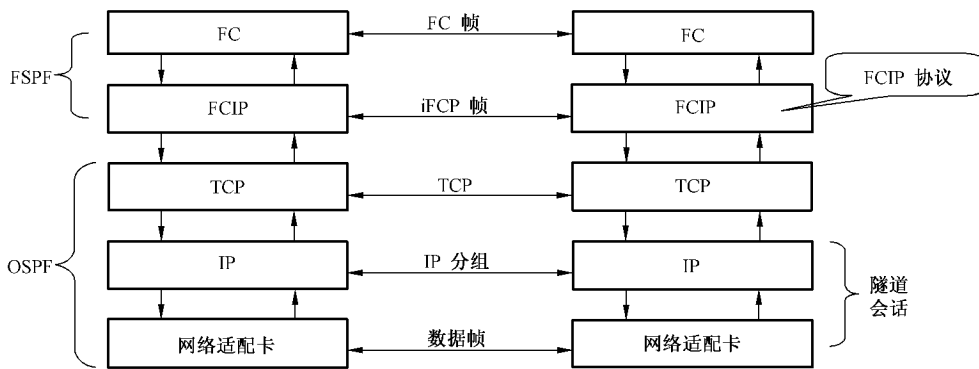 FC
FC 帧
FC
FSPF
FCIP 协议
FCIP
iFCP 帧
FCIP
TCP
TCP
TCP
OSPF
IP
IP 分组
IP
隧道
会话
网络适配卡
数据帧
网络适配卡